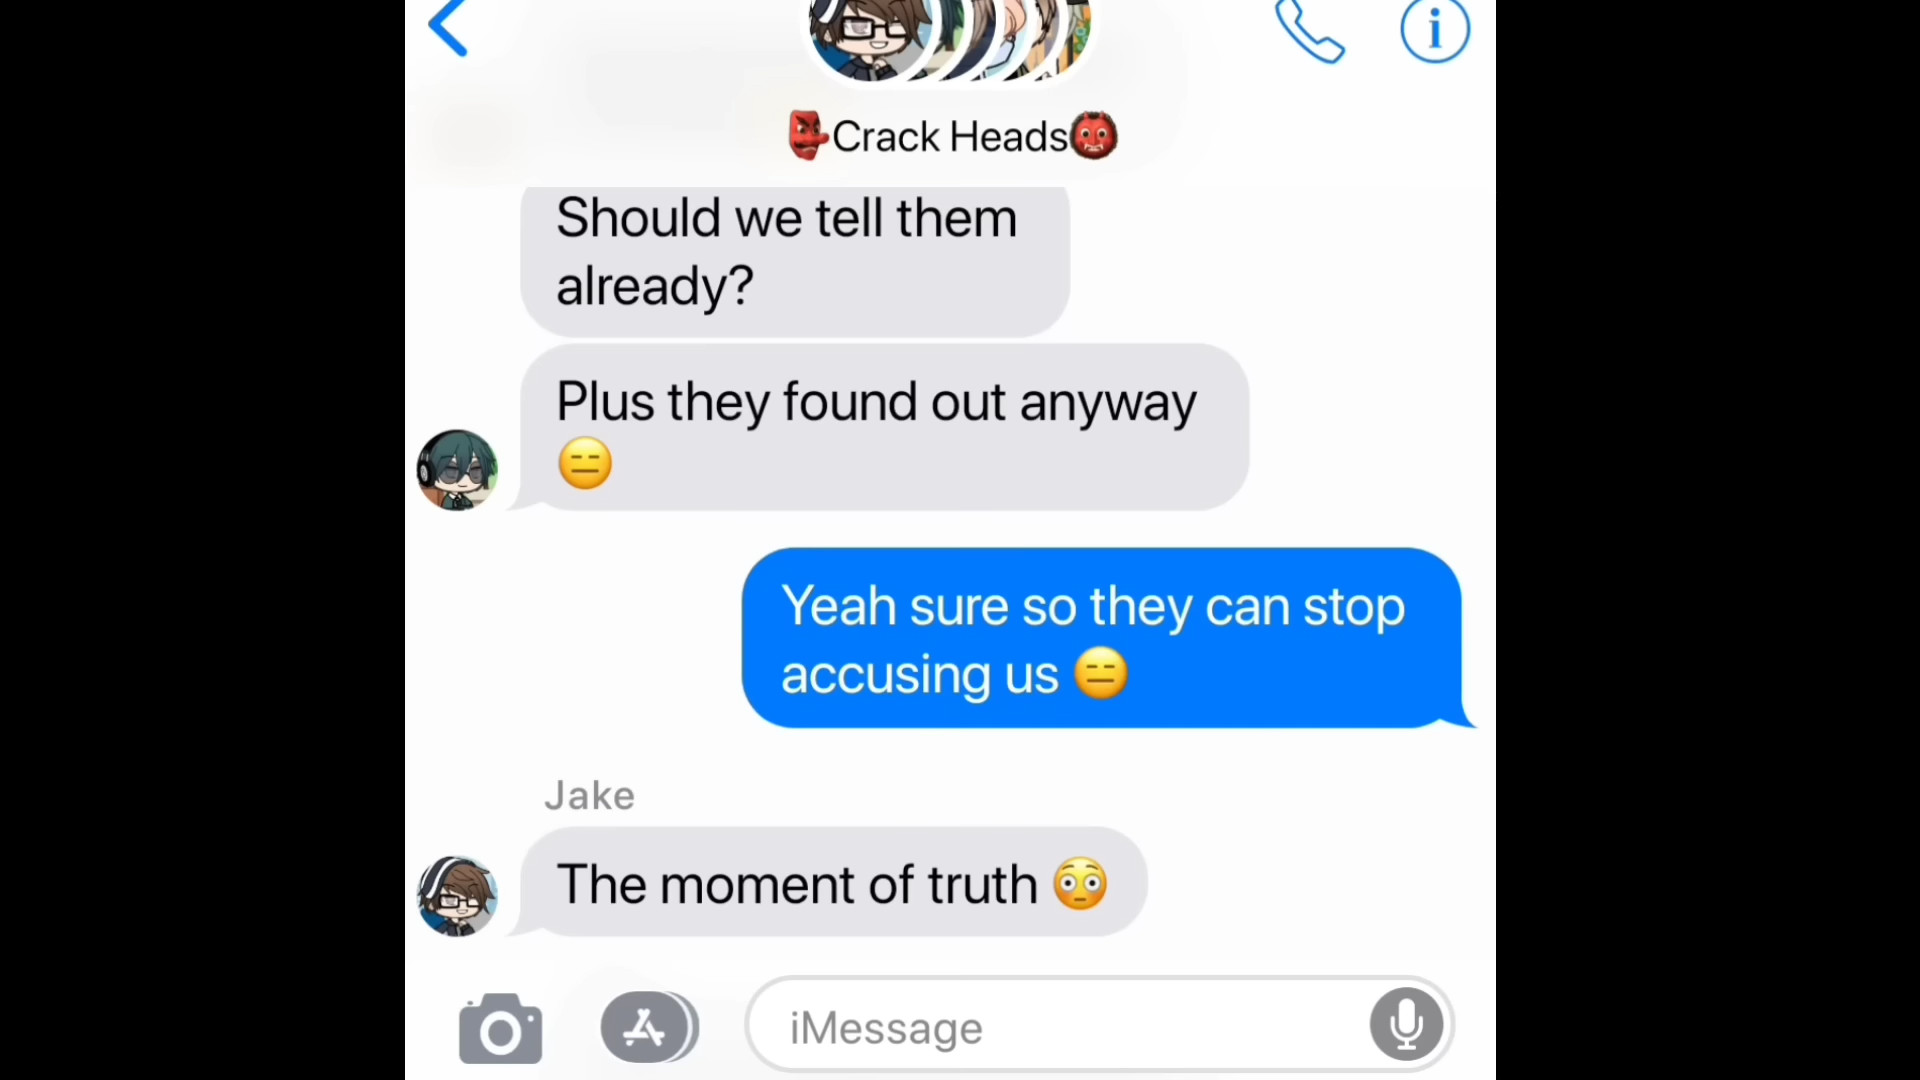 👺Crack Heads👹
Should we tell them
already?
Plus they found out anyway
😑
Yeah sure so they can stop
accusing us 😑
Jake
The moment of truth 😳
iMessage